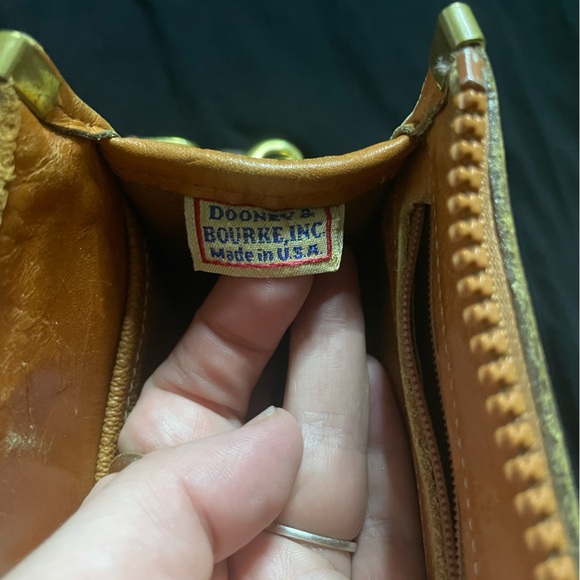 DOONEY &
BOURKE, INC.
Made in U.S.A.